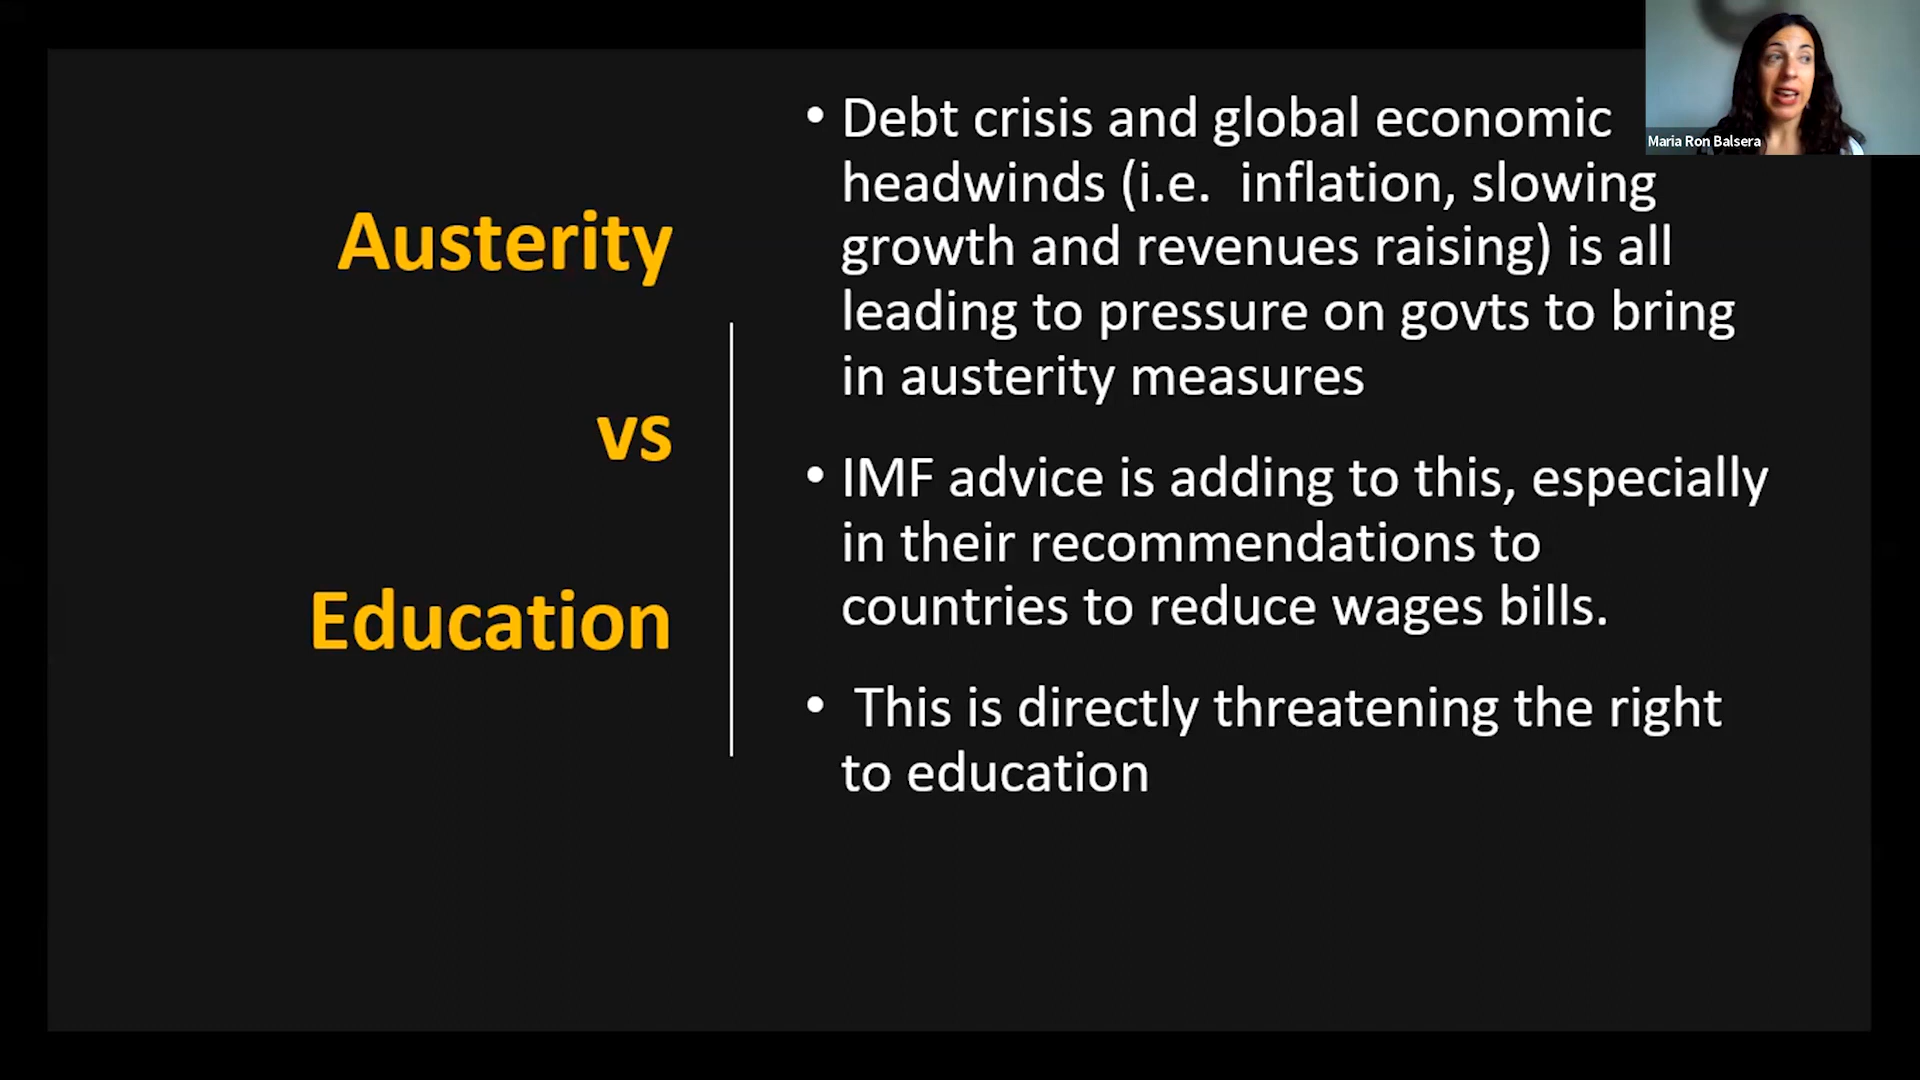 Austerity
vs
Education
• Debt crisis and global economic
headwinds (i.e.  inflation, slowing
growth and revenues raising) is all
leading to pressure on govts to bring
in austerity measures
• IMF advice is adding to this, especially
in their recommendations to
countries to reduce wages bills.
•  This is directly threatening the right
to education
Maria Ron Balsera